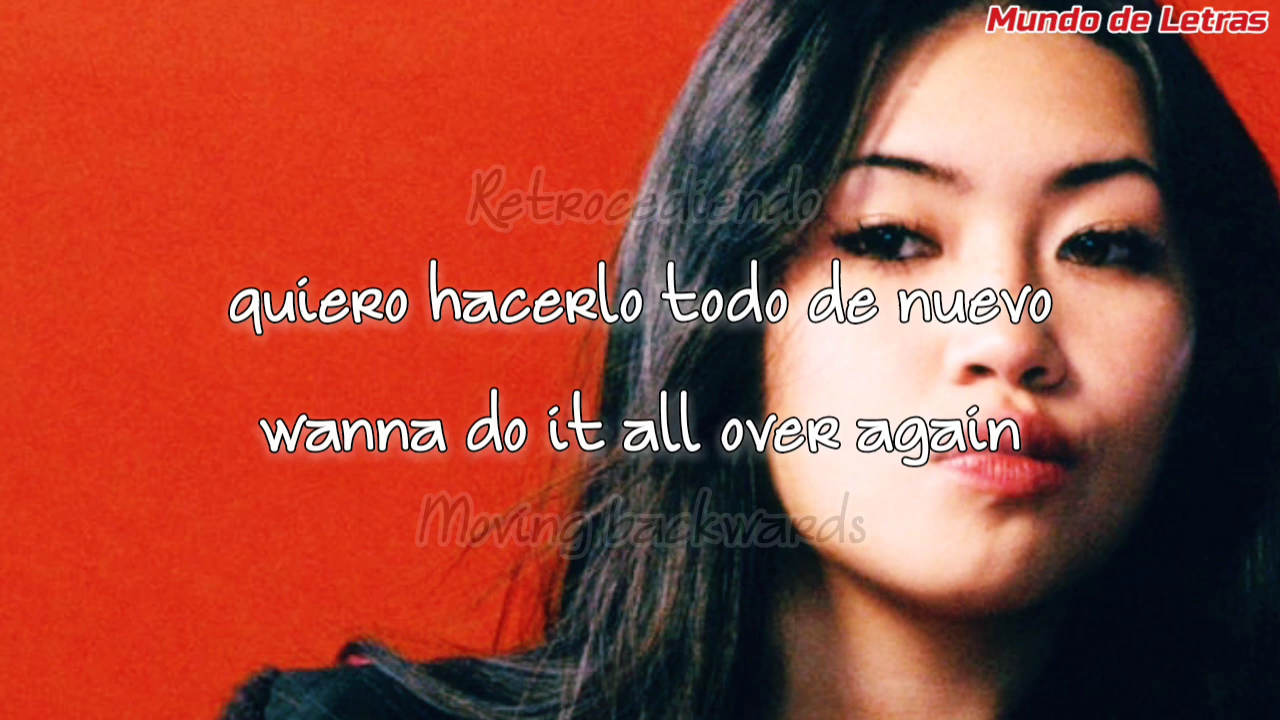 Mundo de Letras
Retrocediendo
quiero hacerlo todo de nuevo
wanna do it all over again
Moving backwards